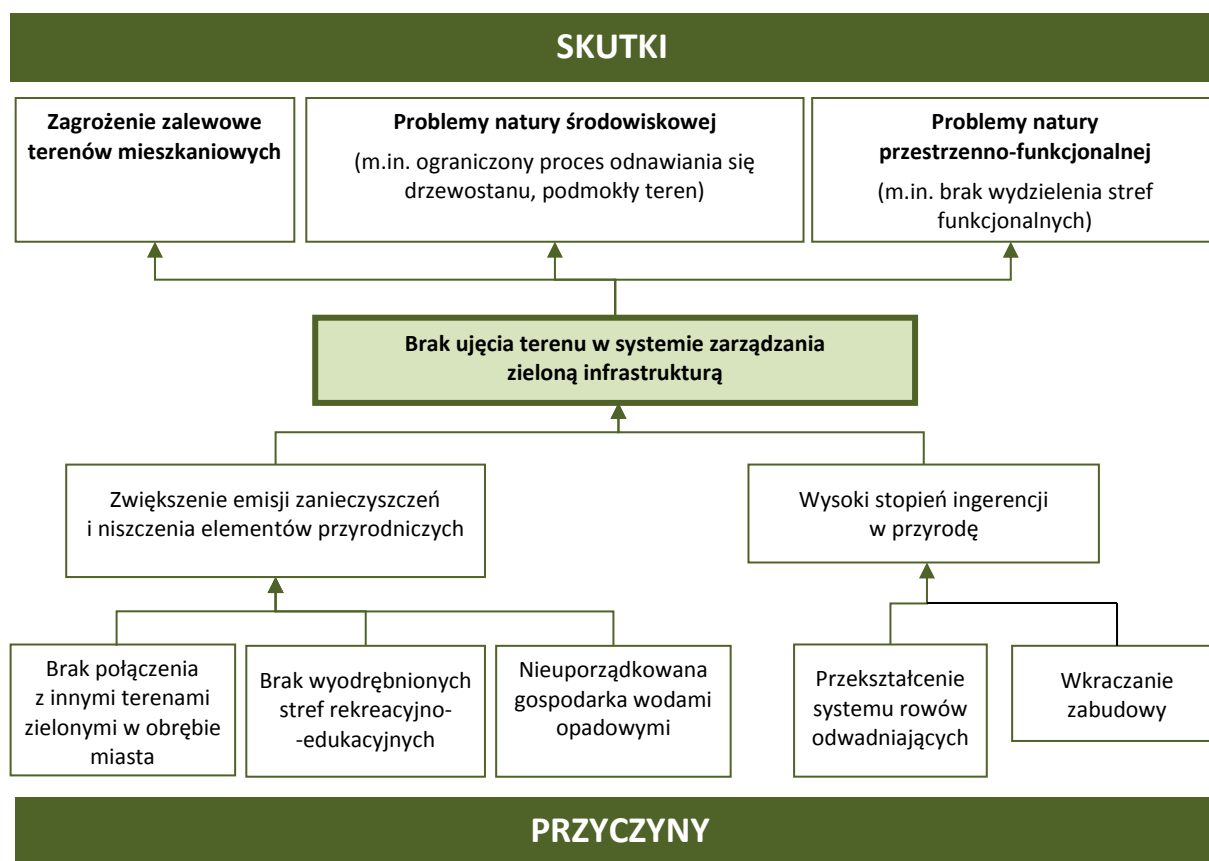 SKUTKI
Zagrożenie zalewowe
terenów mieszkaniowych
Problemy natury środowiskowej
(m.in. ograniczony proces odnawiania się
drzewostanu, podmokły teren)
Problemy natury
przestrzenno-funkcjonalnej
(m.in. brak wydzielenia stref
funkcjonalnych)
Brak ujęcia terenu w systemie zarządzania
zieloną infrastrukturą
Zwiększenie emisji zanieczyszczeń
i niszczenia elementów przyrodniczych
Wysoki stopień ingerencji
w przyrodę
Brak połączenia
z innymi terenami
zielonymi w obrębie
miasta
Brak wyodrębnionych
stref rekreacyjno-
-edukacyjnych
Nieuporządkowana
gospodarka wodami
opadowymi
Przekształcenie
systemu rowów
odwadniających
Wkraczanie
zabudowy
PRZYCZYNY